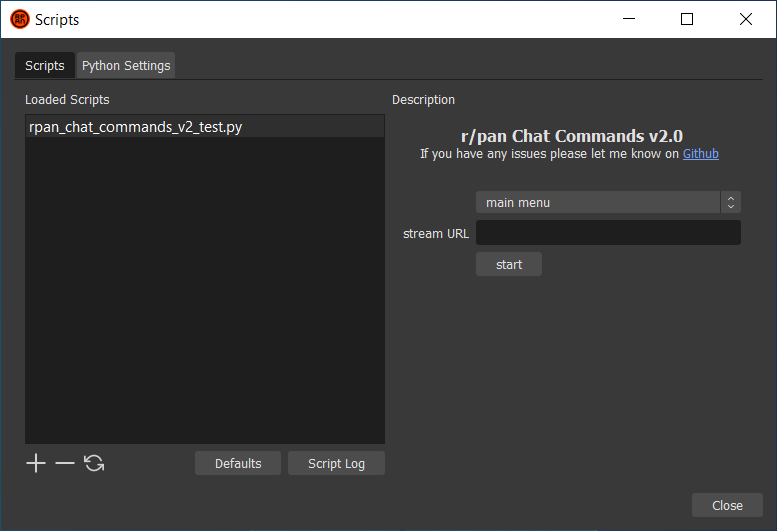 Scripts
Scripts
Python Settings
Loaded Scripts
Description
rpan_chat_commands_v2_test.py
r/pan Chat Commands v2.0
If you have any issues please let me know on Github
main menu
stream URL
start
Defaults
Script Log
Close